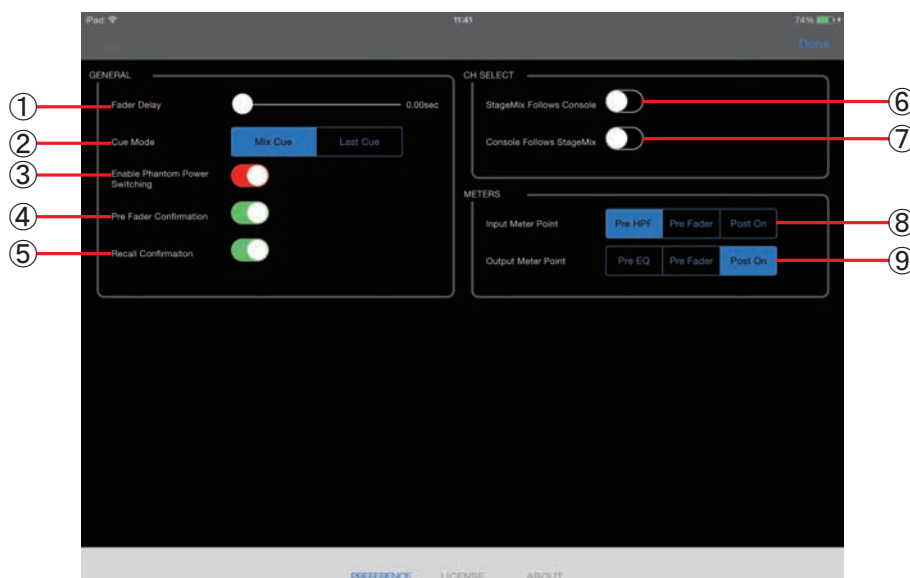 iPad 11:41 74%
Done
GENERAL
① Fader Delay 0.00sec
② Cue Mode Mix Cue Last Cue
③ Enable Phantom Power
Switching
④ Pre Fader Confirmation
⑤ Recall Confirmaiton
CH SELECT
StageMix Follows Console ⑥
Console Follows StageMix ⑦
METERS
Input Meter Point Pre HPF Pre Fader Post On ⑧
Output Meter Point Pre EQ Pre Fader Post On ⑨
PREFERENCE LICENSE ABOUT